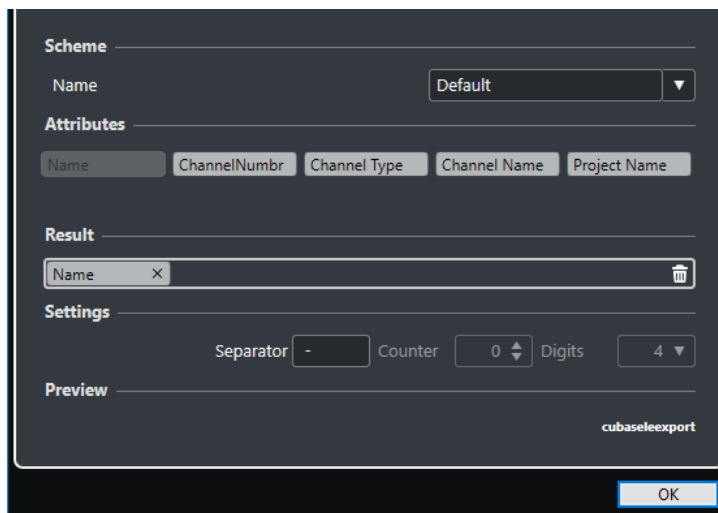 Scheme
Name Default
Attributes
Name ChannelNumbr Channel Type Channel Name Project Name
Result
Name ×
Settings
Separator - Counter 0 Digits 4
Preview
cubaseleexport
OK